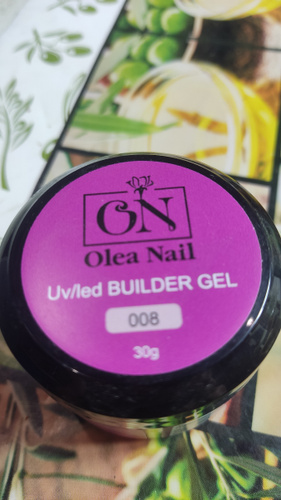 ON
Olea Nail
Uv/led BUILDER GEL
008
30g